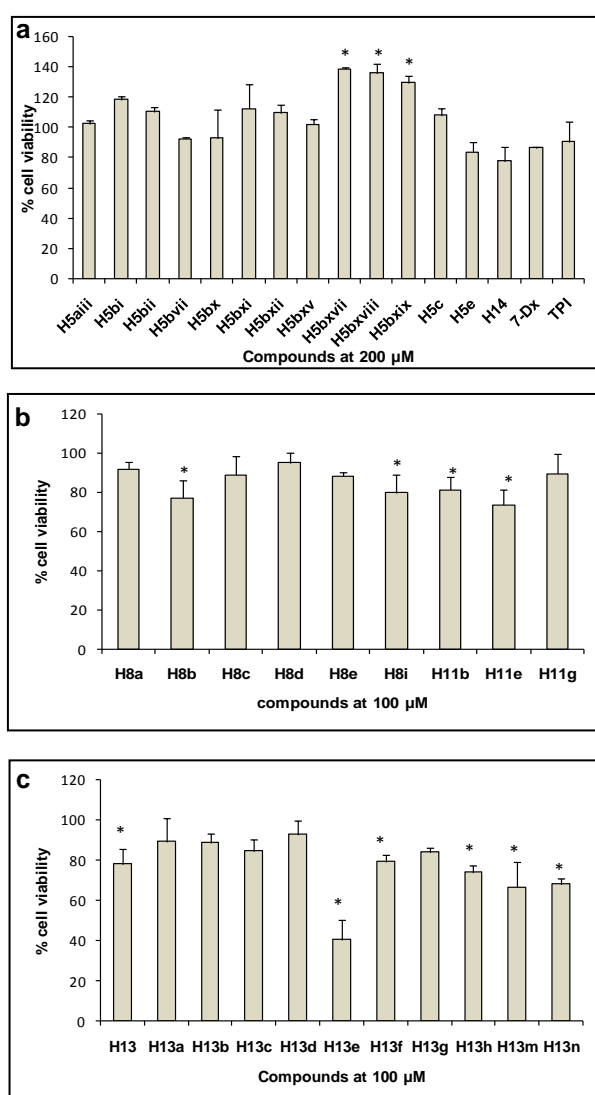 a
160
140
120
100
80
60
40
20
0
% cell viability
* * *
H5aiii H5bi H5bii H5bvii H5bx H5bxi H5bxii H5bxv H5bxvii H5bxviii H5bxix H5c H5e H14 7-Dx TPI
Compounds at 200 µM
b
120
100
80
60
40
20
0
% cell viability
* * * *
H8a H8b H8c H8d H8e H8i H11b H11e H11g
compounds at 100 µM
c
120
100
80
60
40
20
0
% cell viability
* * * * * *
H13 H13a H13b H13c H13d H13e H13f H13g H13h H13m H13n
Compounds at 100 µM